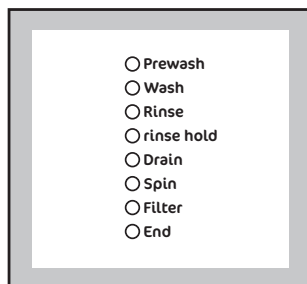 Prewash
Wash
Rinse
rinse hold
Drain
Spin
Filter
End